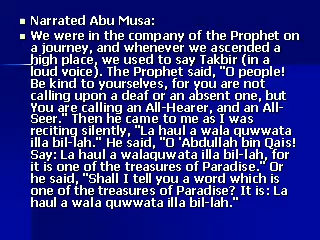 Narrated Abu Musa:
We were in the company of the Prophet on
a journey, and whenever we ascended a
high place, we used to say Takbir (in a
loud voice). The Prophet said, "O people!
Be kind to yourselves, for you are not
calling upon a deaf or an absent one, but
You are calling an All-Hearer, and an All-
Seer." Then he came to me as I was
reciting silently, "La haul a wala quwwata
illa bil-lah." He said, "O 'Abdullah bin Qais!
Say: La haul a walaquwata illa bil-lah, for
it is one of the treasures of Paradise." Or
he said, "Shall I tell you a word which is
one of the treasures of Paradise? It is: La
haul a wala quwwata illa bil-lah."